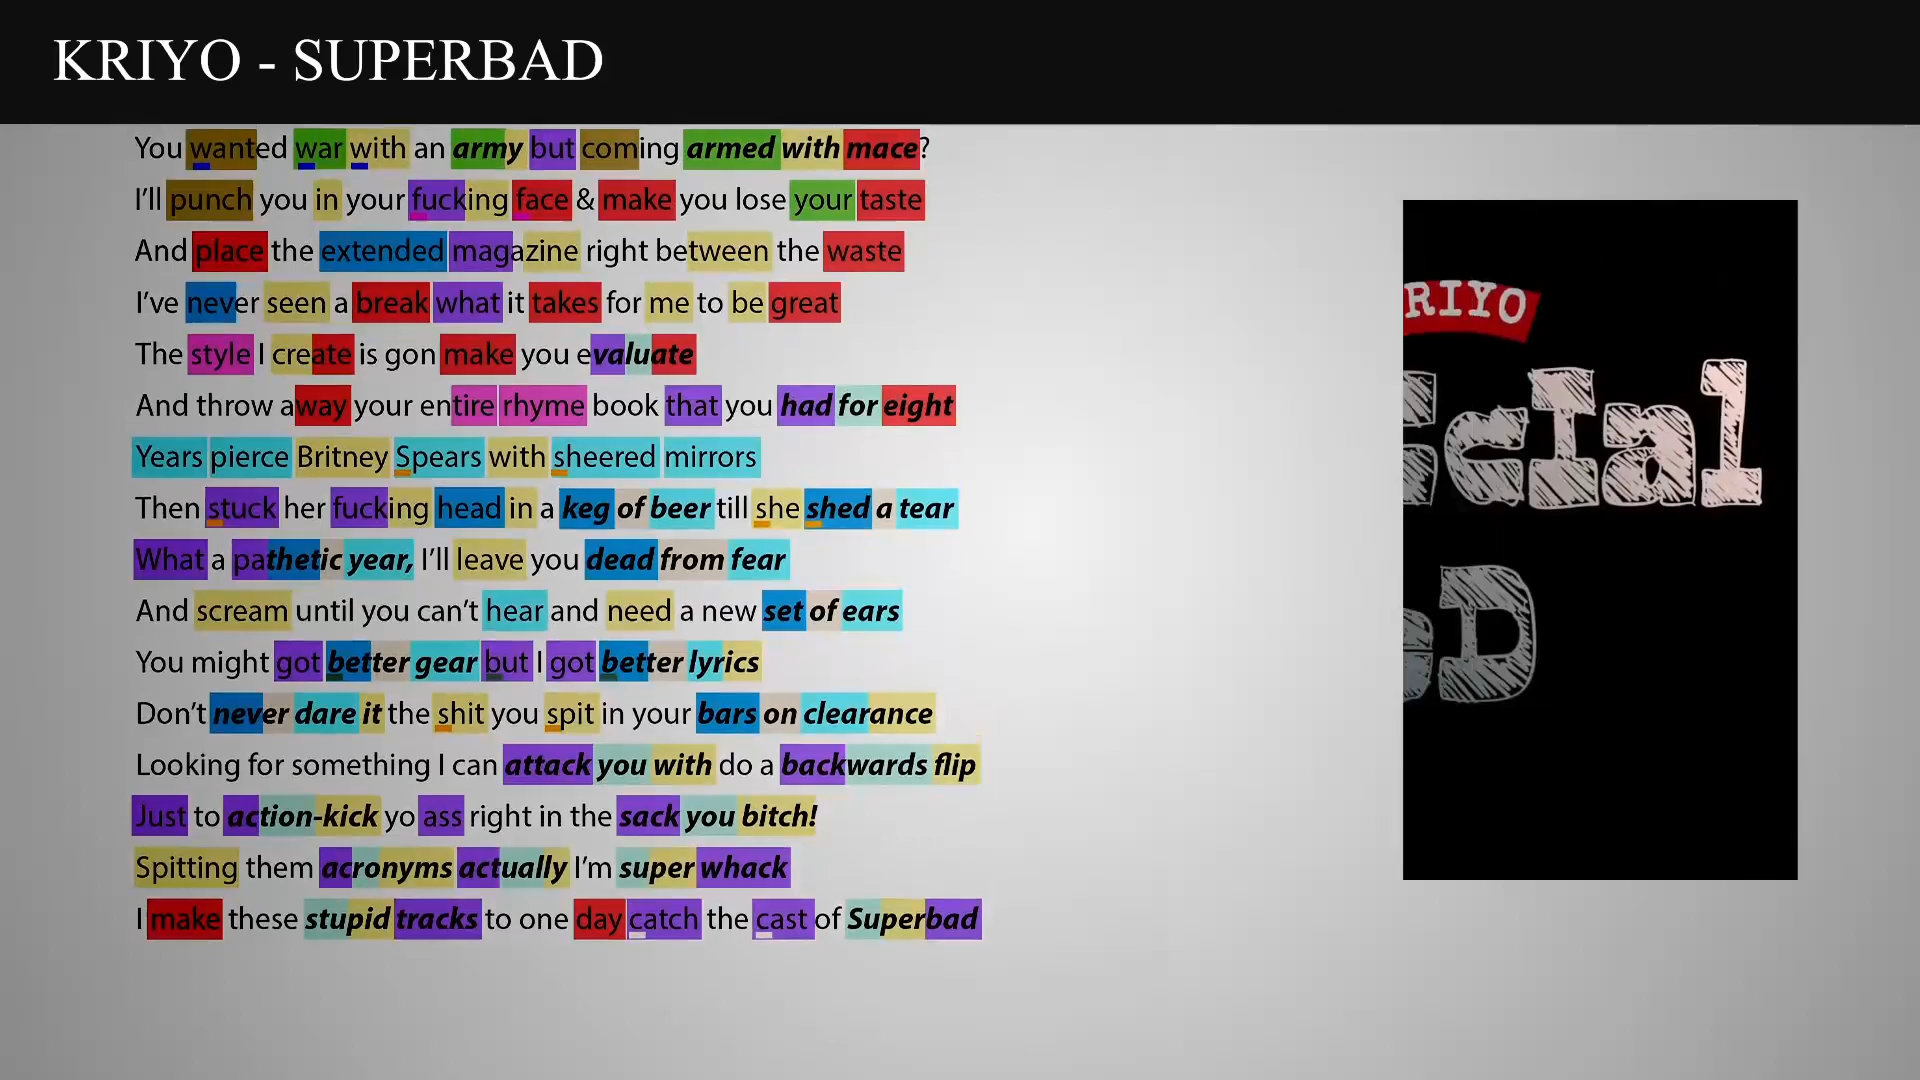 KRIYO - SUPERBAD
You wanted war with an army but coming armed with mace?
I'll punch you in your fucking face & make you lose your taste
And place the extended magazine right between the waste
I've never seen a break what it takes for me to be great
The style I create is gon make you evaluate
And throw away your entire rhyme book that you had for eight
Years pierce Britney Spears with sheered mirrors
Then stuck her fucking head in a keg of beer till she shed a tear
What a pathetic year, I'll leave you dead from fear
And scream until you can't hear and need a new set of ears
You might got better gear but I got better lyrics
Don't never dare it the shit you spit in your bars on clearance
Looking for something I can attack you with do a backwards flip
Just to action-kick yo ass right in the sack you bitch!
Spitting them acronyms actually I'm super whack
I make these stupid tracks to one day catch the cast of Superbad
RIYO
cIal
D